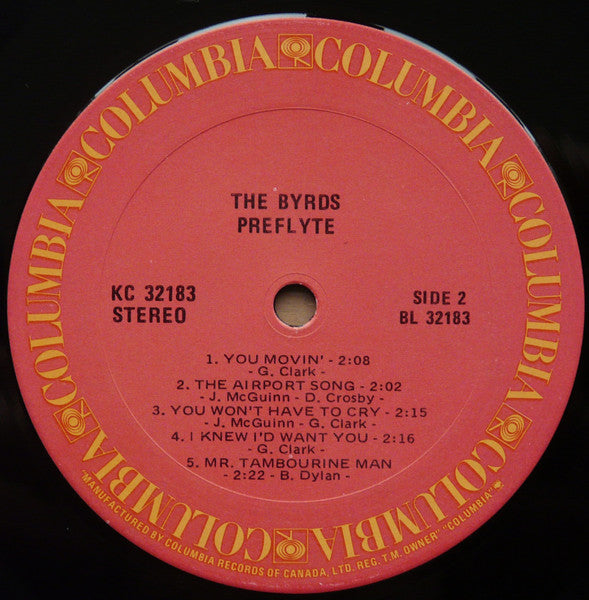 COLUMBIA COLUMBIA COLUMBIA COLUMBIA COLUMBIA COLUMBIA COLUMBIA
THE BYRDS
PREFLYTE
KC 32183
STEREO
SIDE 2
BL 32183
1. YOU MOVIN' - 2:08
- G. Clark -
2. THE AIRPORT SONG - 2:02
- J. McGuinn - D. Crosby -
3. YOU WON'T HAVE TO CRY - 2:15
- J. McGuinn - G. Clark -
4. I KNEW I'D WANT YOU - 2:16
- G. Clark -
5. MR. TAMBOURINE MAN
- 2:22 - B. Dylan -
"MANUFACTURED BY COLUMBIA RECORDS OF CANADA, LTD. REG. T.M. OWNER" "COLUMBIA"